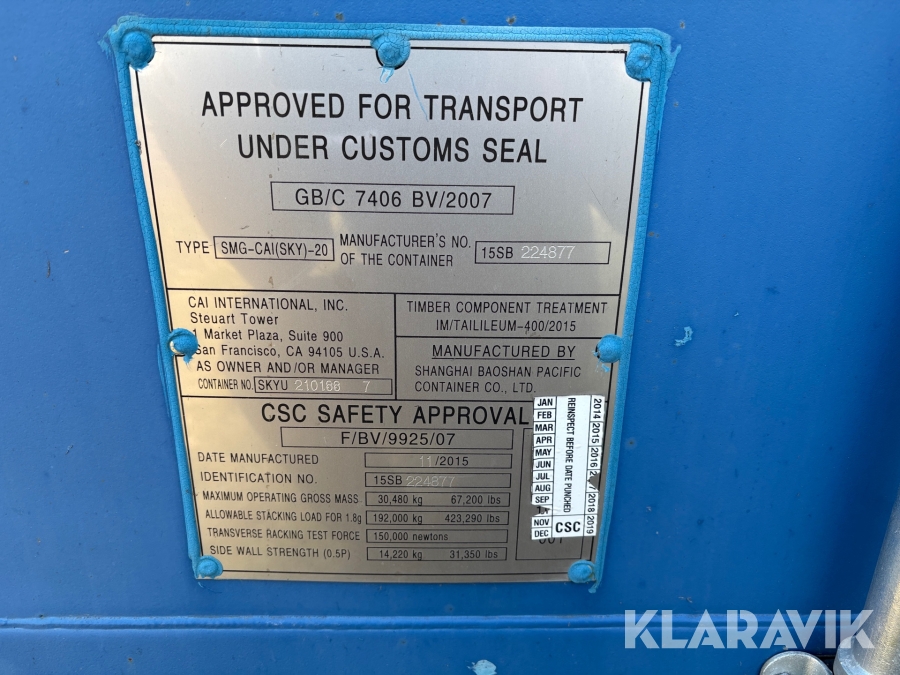 APPROVED FOR TRANSPORT
UNDER CUSTOMS SEAL
GB/C 7406 BV/2007
TYPE SMG-CAI(SKY)-20
MANUFACTURER'S NO.
OF THE CONTAINER
15SB 224877
CAI INTERNATIONAL, INC.
Steuart Tower
1 Market Plaza, Suite 900
San Francisco, CA 94105 U.S.A.
AS OWNER AND/OR MANAGER
CONTAINER NO. SKYU 210166 7
TIMBER COMPONENT TREATMENT
IM/TAILILEUM-400/2015
MANUFACTURED BY
SHANGHAI BAOSHAN PACIFIC
CONTAINER CO., LTD.
CSC SAFETY APPROVAL
F/BV/9925/07
DATE MANUFACTURED 11/2015
IDENTIFICATION NO. 15SB 224877
MAXIMUM OPERATING GROSS MASS 30,480 kg 67,200 lbs
ALLOWABLE STACKING LOAD FOR 1.8g 192,000 kg 423,290 lbs
TRANSVERSE RACKING TEST FORCE 150,000 newtons
SIDE WALL STRENGTH (0.5P) 14,220 kg 31,350 lbs
JAN
FEB
MAR
APR
MAY
JUN
JUL
AUG
SEP
NOV
DEC
REINSPECT BEFORE DATE PUNCHED
CSC
2014 2015 2016 2018 2019
KLARAVIK